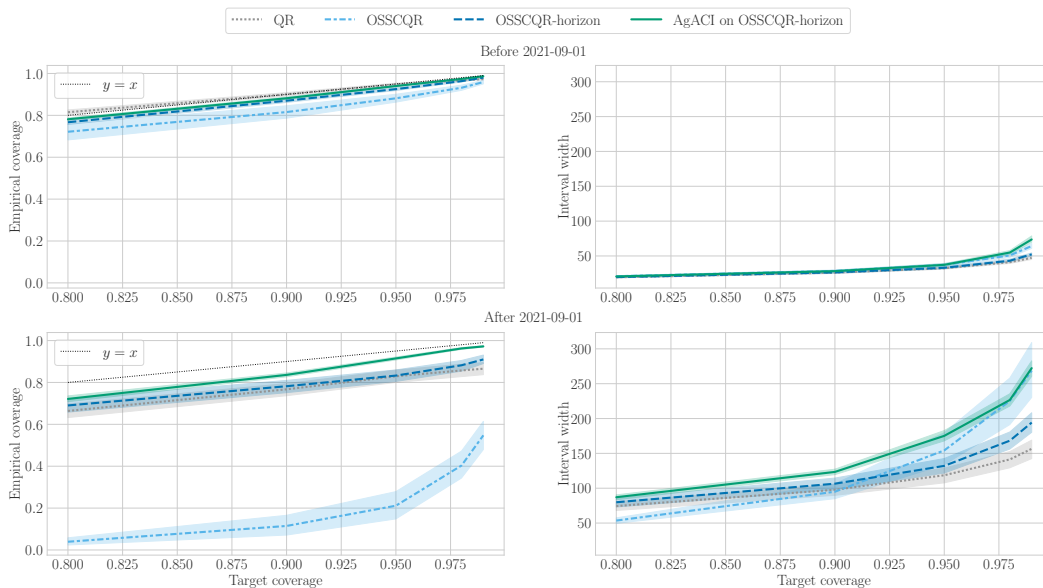 QR OSSCQR OSSCQR-horizon AgACI on OSSCQR-horizon
Before 2021-09-01
Empirical coverage
1.0
0.8
0.6
0.4
0.2
0.0
y = x
0.800 0.825 0.850 0.875 0.900 0.925 0.950 0.975
Interval width
300
250
200
150
100
50
0.800 0.825 0.850 0.875 0.900 0.925 0.950 0.975
After 2021-09-01
Empirical coverage
1.0
0.8
0.6
0.4
0.2
0.0
y = x
0.800 0.825 0.850 0.875 0.900 0.925 0.950 0.975
Target coverage
Interval width
300
250
200
150
100
50
0.800 0.825 0.850 0.875 0.900 0.925 0.950 0.975
Target coverage